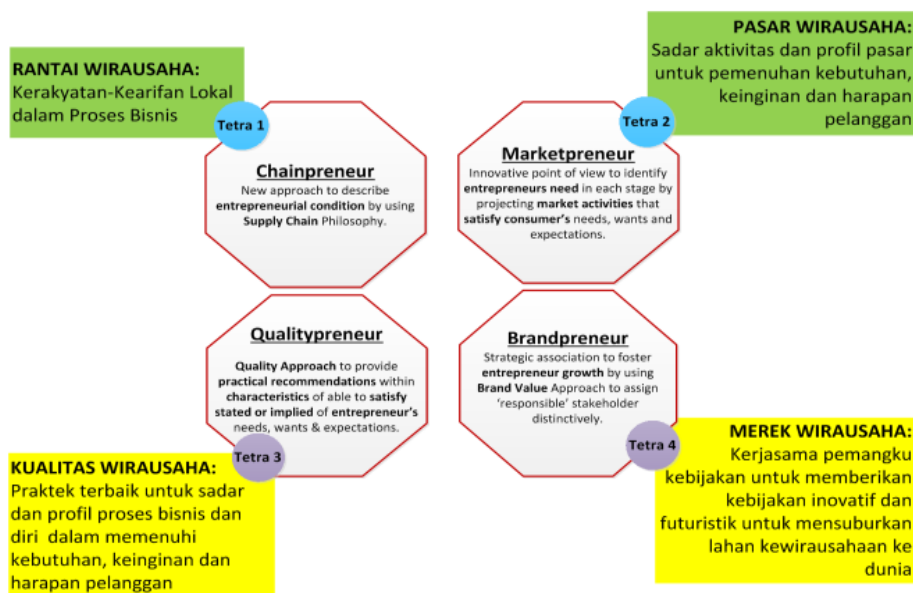 RANTAI WIRAUSAHA:
Kerakyatan-Kearifan Lokal
dalam Proses Bisnis
Tetra 1
Chainpreneur
New approach to describe
entrepreneurial condition by using
Supply Chain Philosophy.
PASAR WIRAUSAHA:
Sadar aktivitas dan profil pasar
untuk pemenuhan kebutuhan,
keinginan dan harapan
pelanggan
Tetra 2
Marketpreneur
Innovative point of view to identify
entrepreneurs need in each stage by
projecting market activities that
satisfy consumer's needs, wants and
expectations.
Qualitypreneur
Quality Approach to provide
practical recommendations within
characteristics of able to satisfy
stated or implied of entrepreneur's
needs, wants & expectations.
Tetra 3
KUALITAS WIRAUSAHA:
Praktek terbaik untuk sadar
dan profil proses bisnis dan
diri dalam memenuhi
kebutuhan, keinginan dan
harapan pelanggan
Brandpreneur
Strategic association to foster
entrepreneur growth by using
Brand Value Approach to assign
'responsible' stakeholder
distinctively.
Tetra 4
MEREK WIRAUSAHA:
Kerjasama pemangku
kebijakan untuk memberikan
kebijakan inovatif dan
futuristik untuk mensuburkan
lahan kewirausahaan ke
dunia